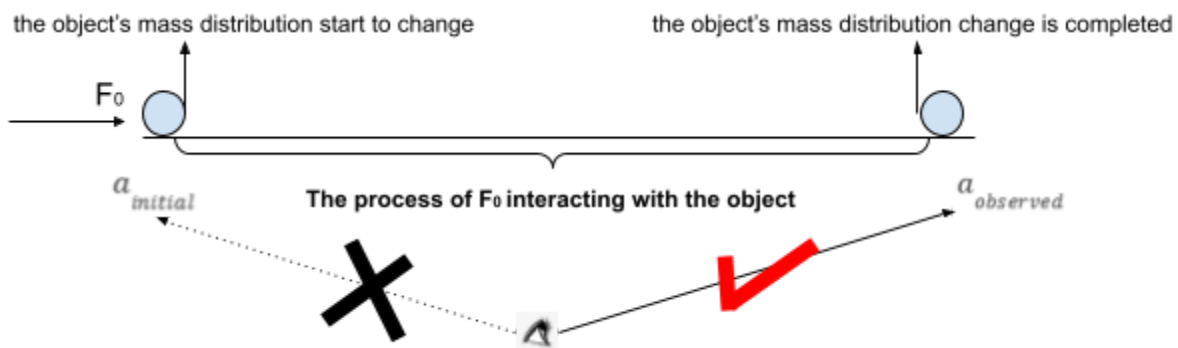 the object's mass distribution start to change
the object's mass distribution change is completed
F₀
a initial
The process of F₀ interacting with the object
a observed